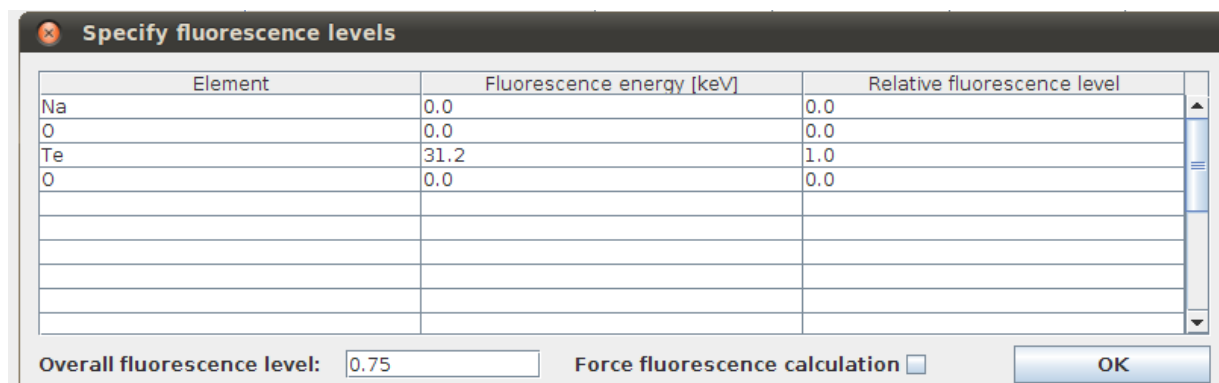 Specify fluorescence levels
Element Fluorescence energy [keV] Relative fluorescence level
Na 0.0 0.0
O 0.0 0.0
Te 31.2 1.0
O 0.0 0.0
Overall fluorescence level: 0.75 Force fluorescence calculation OK